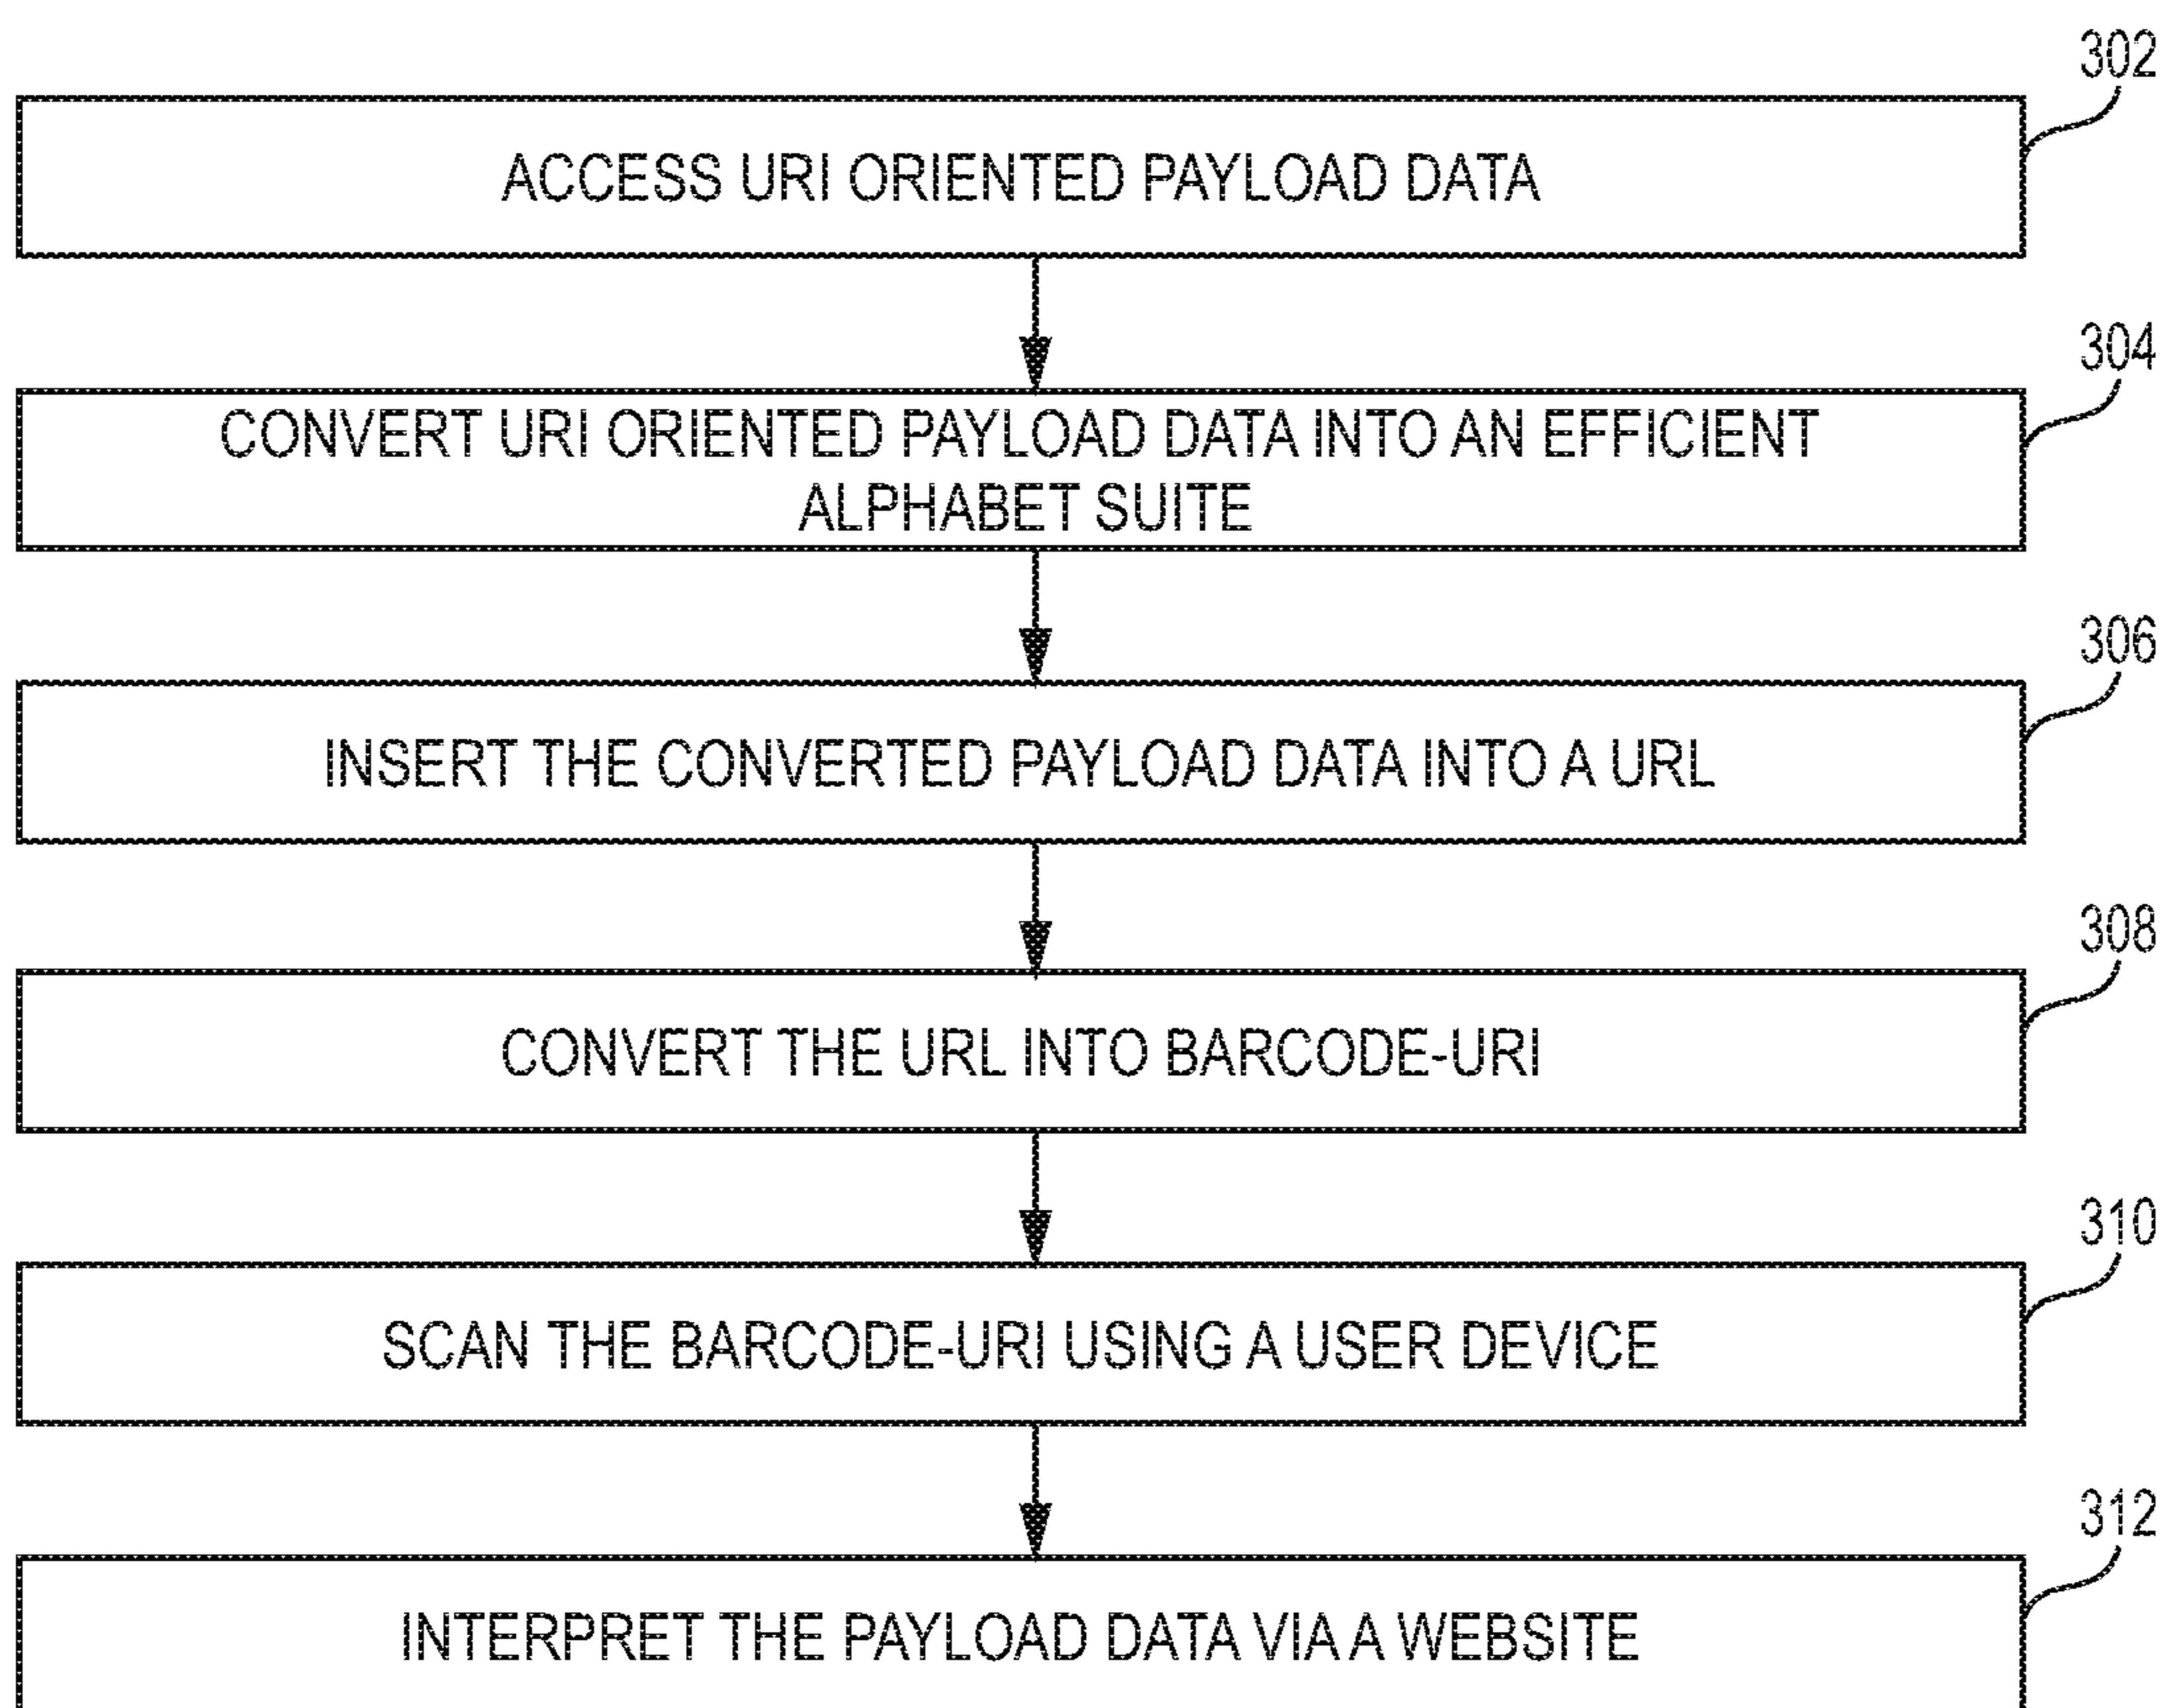 302
ACCESS URI ORIENTED PAYLOAD DATA
304
CONVERT URI ORIENTED PAYLOAD DATA INTO AN EFFICIENT
ALPHABET SUITE
306
INSERT THE CONVERTED PAYLOAD DATA INTO A URL
308
CONVERT THE URL INTO BARCODE-URI
310
SCAN THE BARCODE-URI USING A USER DEVICE
312
INTERPRET THE PAYLOAD DATA VIA A WEBSITE